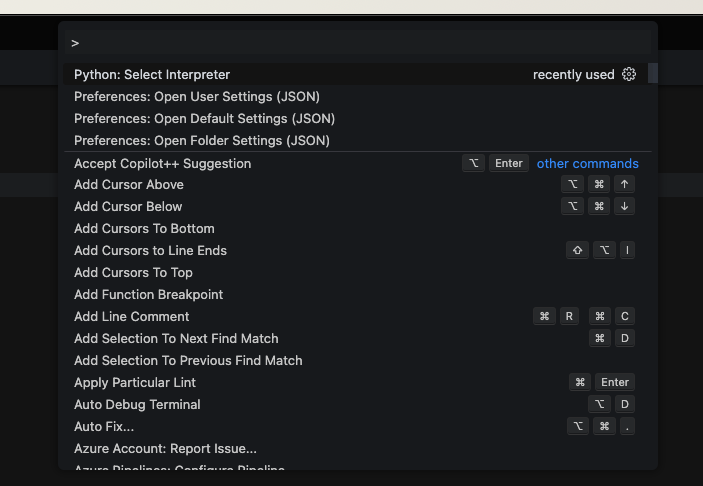 >
Python: Select Interpreter recently used
Preferences: Open User Settings (JSON)
Preferences: Open Default Settings (JSON)
Preferences: Open Folder Settings (JSON)
Accept Copilot++ Suggestion ⌥ Enter other commands
Add Cursor Above ⌥ ⌘ ↑
Add Cursor Below ⌥ ⌘ ↓
Add Cursors To Bottom
Add Cursors to Line Ends ⇧ ⌥ I
Add Cursors To Top
Add Function Breakpoint
Add Line Comment ⌘ R ⌘ C
Add Selection To Next Find Match ⌘ D
Add Selection To Previous Find Match
Apply Particular Lint ⌘ Enter
Auto Debug Terminal ⌥ D
Auto Fix... ⌥ ⌘ .
Azure Account: Report Issue...
Azure Pipelines: Configure Pipeline